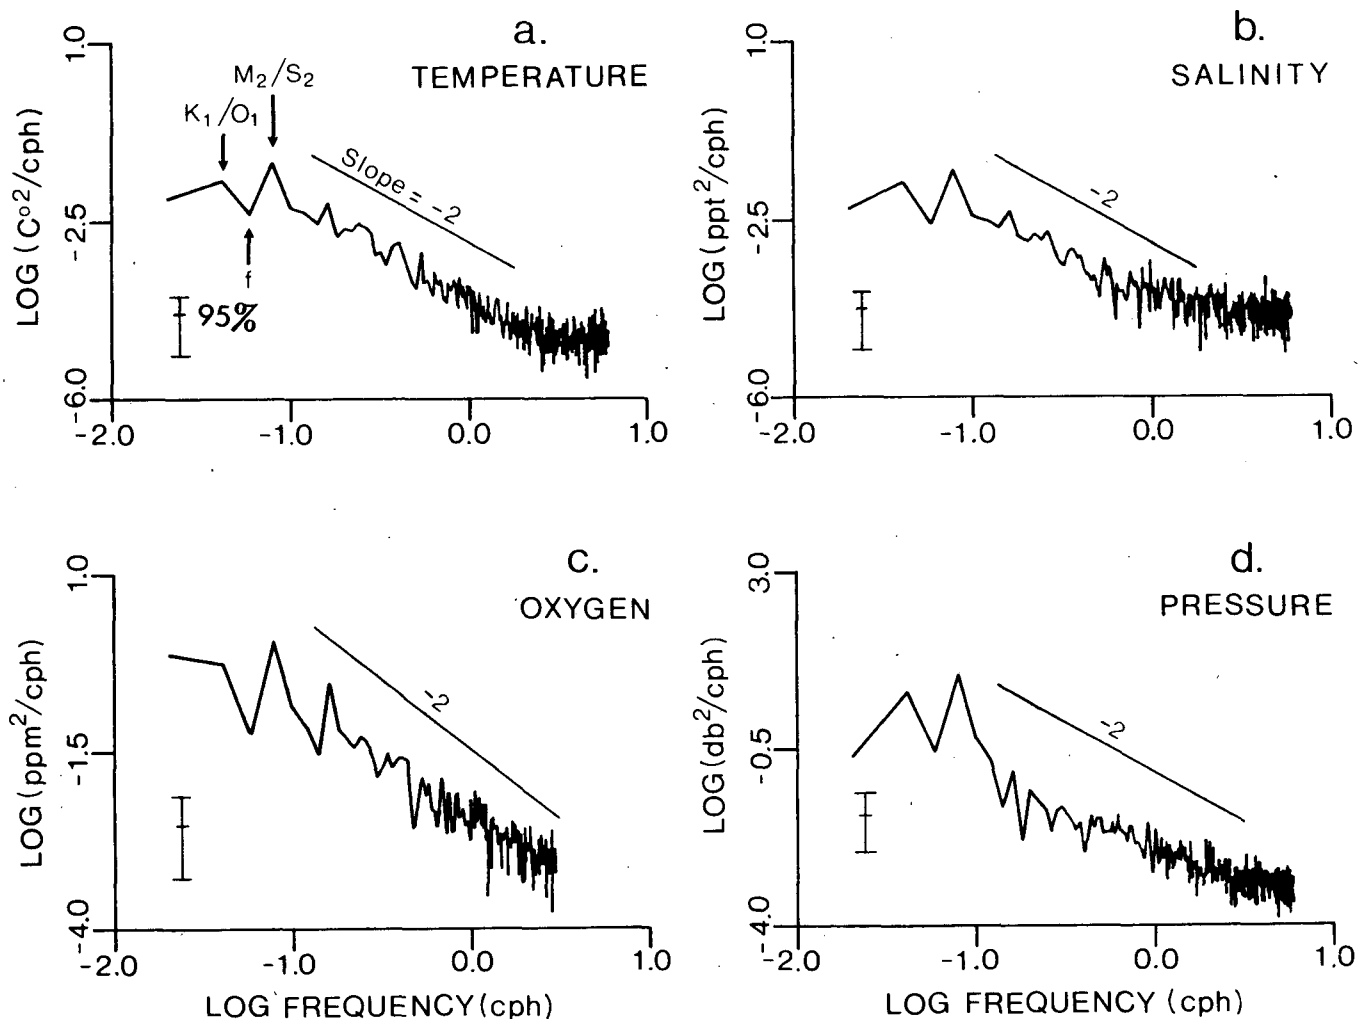 a.
TEMPERATURE
LOG (C°²/cph)
1.0
-2.5
-6.0
K₁/O₁
M₂/S₂
f
Slope = -2
95%
-2.0 -1.0 0.0 1.0
b.
SALINITY
LOG (ppt²/cph)
1.0
-2.5
-6.0
-2
-2.0 -1.0 0.0 1.0
c.
OXYGEN
LOG (ppm²/cph)
1.0
-1.5
-4.0
-2
-2.0 -1.0 0.0 1.0
LOG FREQUENCY (cph)
d.
PRESSURE
LOG (db²/cph)
3.0
-0.5
-4.0
-2
-2.0 -1.0 0.0 1.0
LOG FREQUENCY (cph)